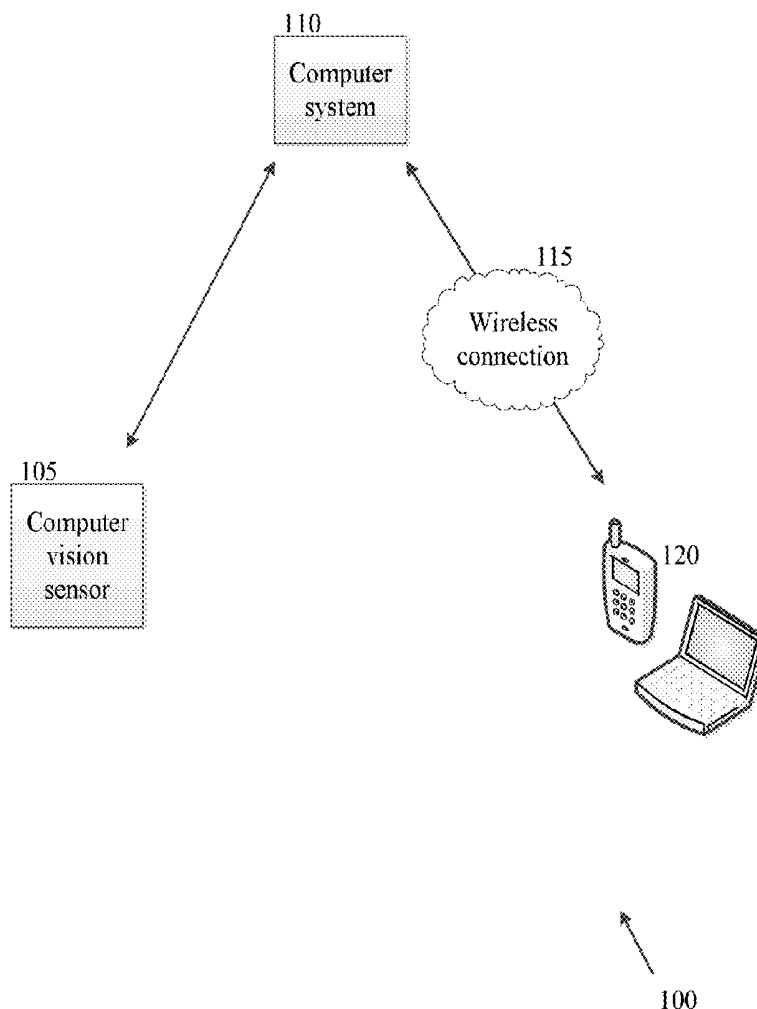 110
Computer
system
115
Wireless
connection
105
Computer
vision
sensor
120
100